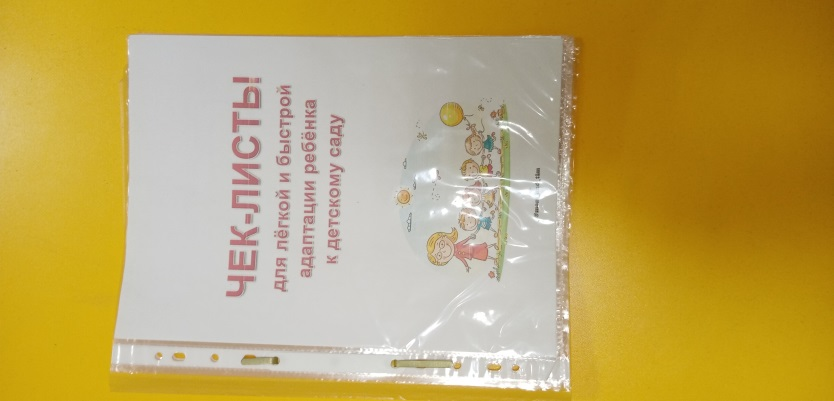 ЧЕК-ЛИСТЫ
для лёгкой и быстрой
адаптации ребёнка
к детскому саду